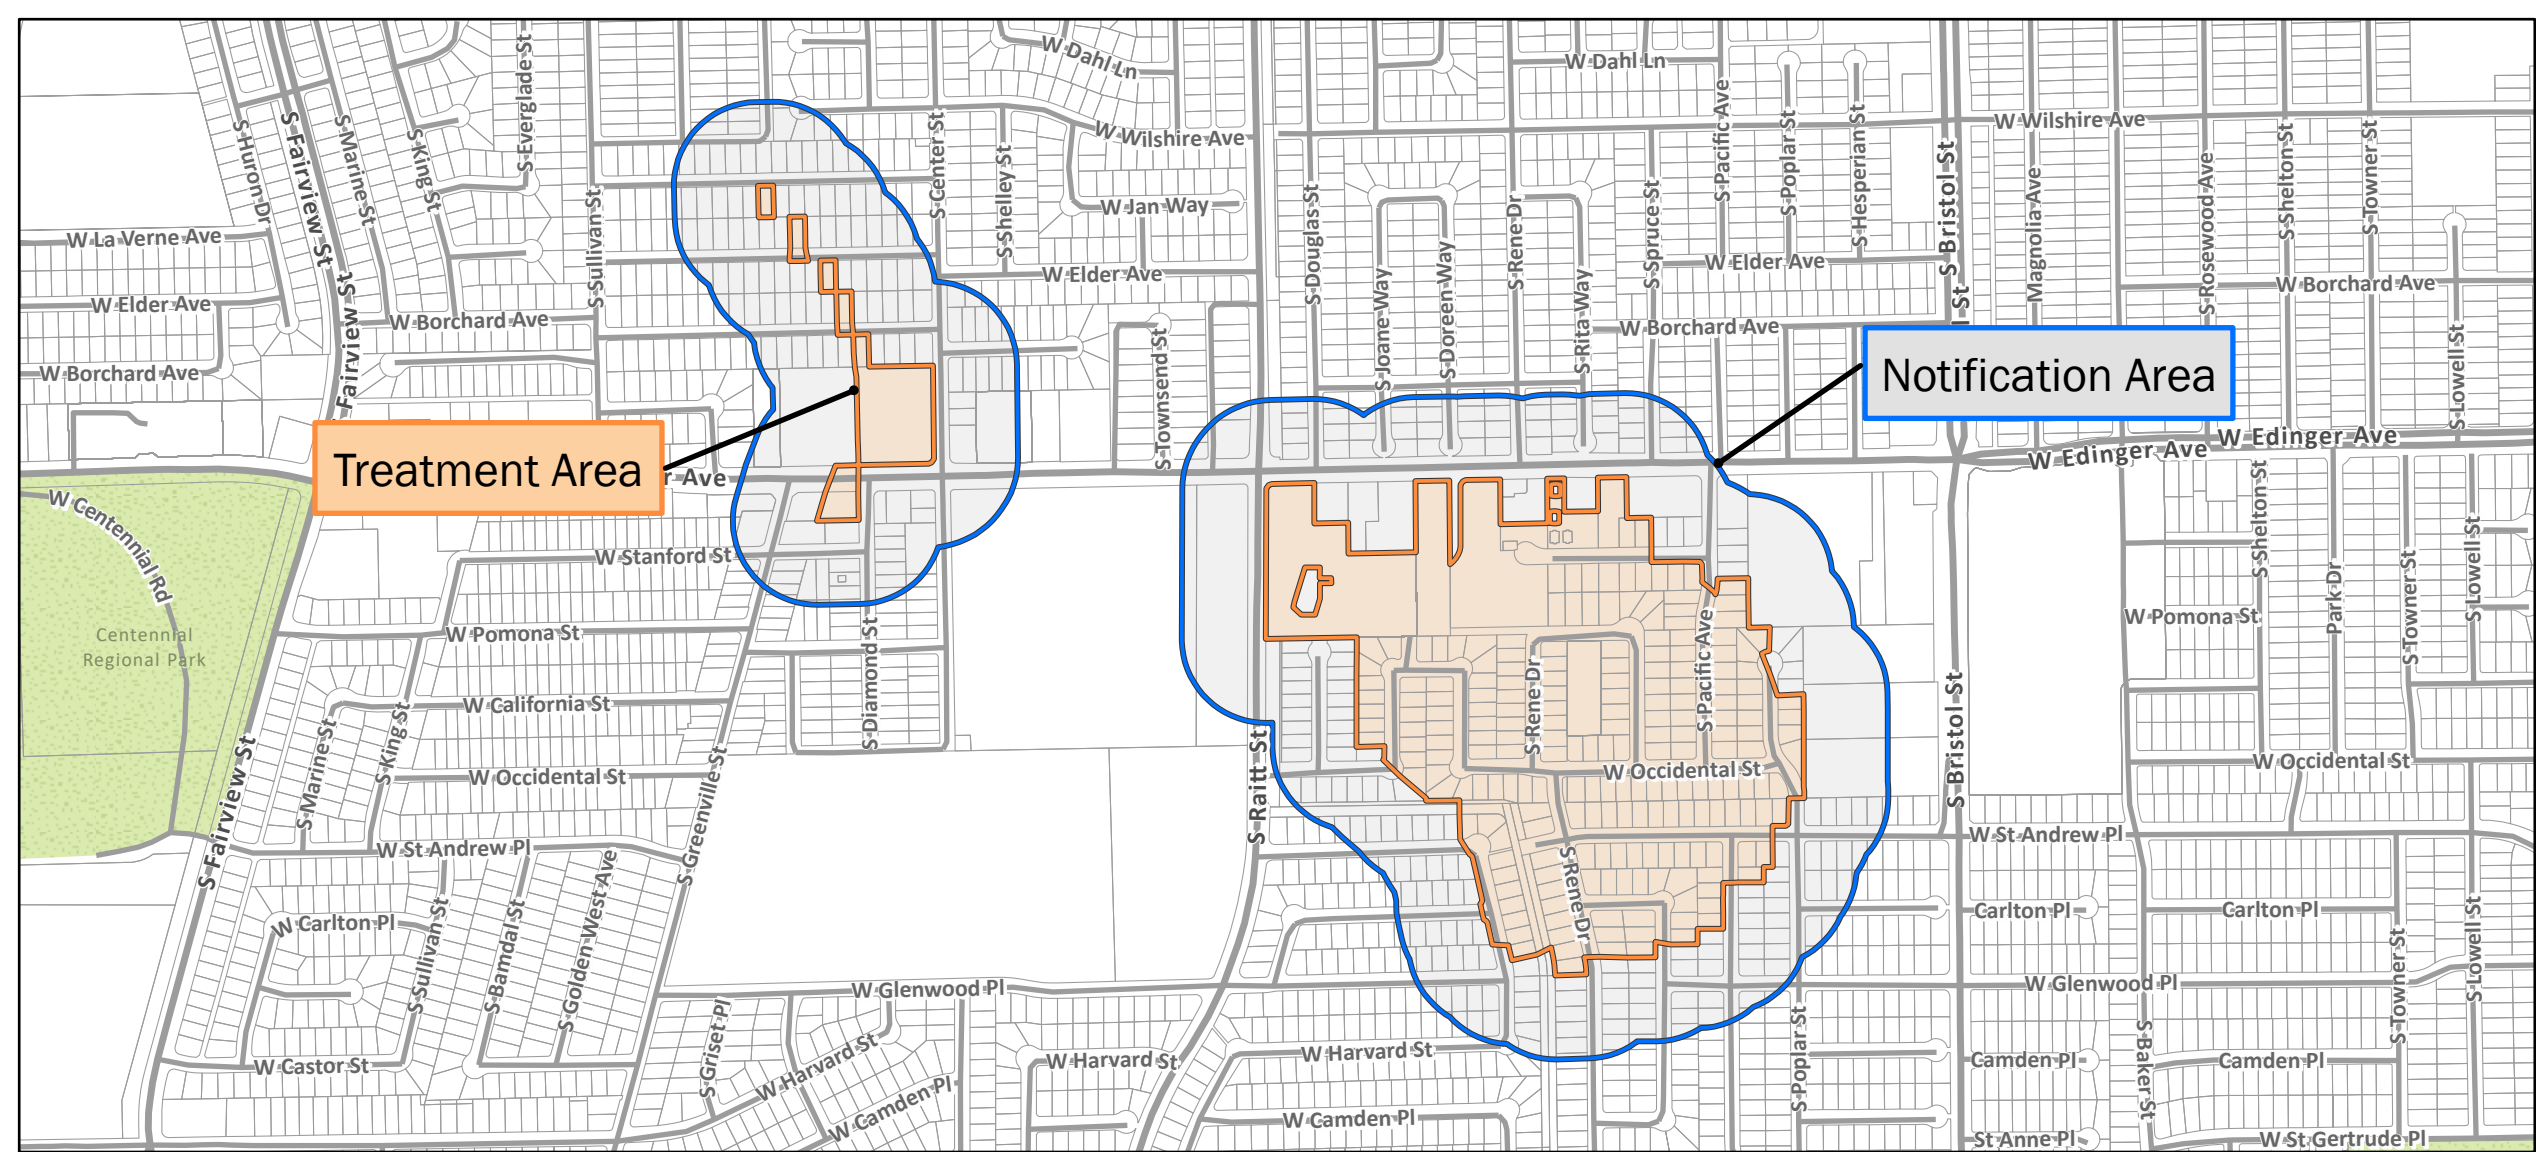 W Dahl Ln
W Dahl Ln
S Everglade St
S Huron Dr
S Fairview St
S Marine St
S King St
S Center St
S Shelley St
W Wilshire Ave
W Wilshire Ave
S Pacific Ave
S Poplar St
S Hesperian St
S Bristol St
Magnolia Ave
S Rosewood Ave
S Shelton St
S Towner St
W La Verne Ave
S Sullivan St
W Jan Way
S Douglas St
S Rene Dr
S Spruce St
W Elder Ave
W Elder Ave
W Elder Ave
W Borchard Ave
W Borchard Ave
W Borchard Ave
W Borchard Ave
Fairview St
S Townsend St
S Joane Way
S Doreen Way
S Rita Way
l St
S Lowell St
Notification Area
Treatment Area
r Ave
W Edinger Ave
W Edinger Ave
W Centennial Rd
Centennial
Regional Park
W Stanford St
S Shelton St
Park Dr
S Towner St
S Lowell St
W Pomona St
W Pomona St
S Diamond St
S Rene Dr
S Pacific Ave
W California St
S Marine St
S King St
S Fairview St
W Occidental St
W Occidental St
W Occidental St
S Greenville St
S Raitt St
S Bristol St
W St Andrew Pl
W St Andrew Pl
S Rene Dr
W Carlton Pl
Carlton Pl
Carlton Pl
S Sullivan St
S Bamdal St
S Golden West Ave
S Towner St
S Lowell St
W Glenwood Pl
W Glenwood Pl
W Castor St
S Griset Pl
W Harvard St
W Harvard St
W Harvard St
W Camden Pl
W Camden Pl
S Poplar St
Camden Pl
Camden Pl
S Baker St
St Anne Pl
W St Gertrude Pl